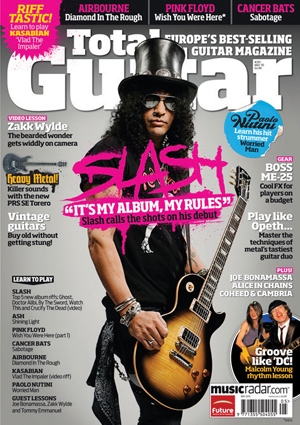 RIFF
TASTIC!
Learn to play
KASABIAN
'Vlad The
Impaler'
AIRBOURNE
Diamond In The Rough
PINK FLOYD
Wish You Were Here*
CANCER BATS
Sabotage
Total
EUROPE'S BEST-SELLING
GUITAR MAGAZINE
Guitar
VIDEO LESSON
Zakk Wylde
The bearded wonder
gets widdly on camera
Heavy Metal!
Killer sounds
with the new
PRS SE Torero
Vintage
guitars
Buy old without
getting stung!
Paolo
Nutini
Learn his hit
strummer
Worried
Man
GEAR
BOSS
ME-25
Cool FX for
players on
a budget
Play like
Opeth...
Master the
techniques of
metal's tastiest
guitar duo
SLASH
"IT'S MY ALBUM, MY RULES"
Slash calls the shots on his debut
PLUS!
JOE BONAMASSA
ALICE IN CHAINS
COHEED & CAMBRIA
Groove
like 'DC!
Malcolm Young
rhythm lesson
LEARN TO PLAY
SLASH
Top 5 new album riffs: Ghost,
Doctor Alibi, By The Sword, Watch
This and Crucify The Dead (video)
ASH
Shining Light
PINK FLOYD
Wish You Were Here (part 1)
CANCER BATS
Sabotage
AIRBOURNE
Diamond In The Rough
KASABIAN
Vlad The Impaler (video riff)
PAOLO NUTINI
Worried Man
GUEST LESSONS
Joe Bonamassa, Zakk Wylde
and Tommy Emmanuel
Future
musicradar.com